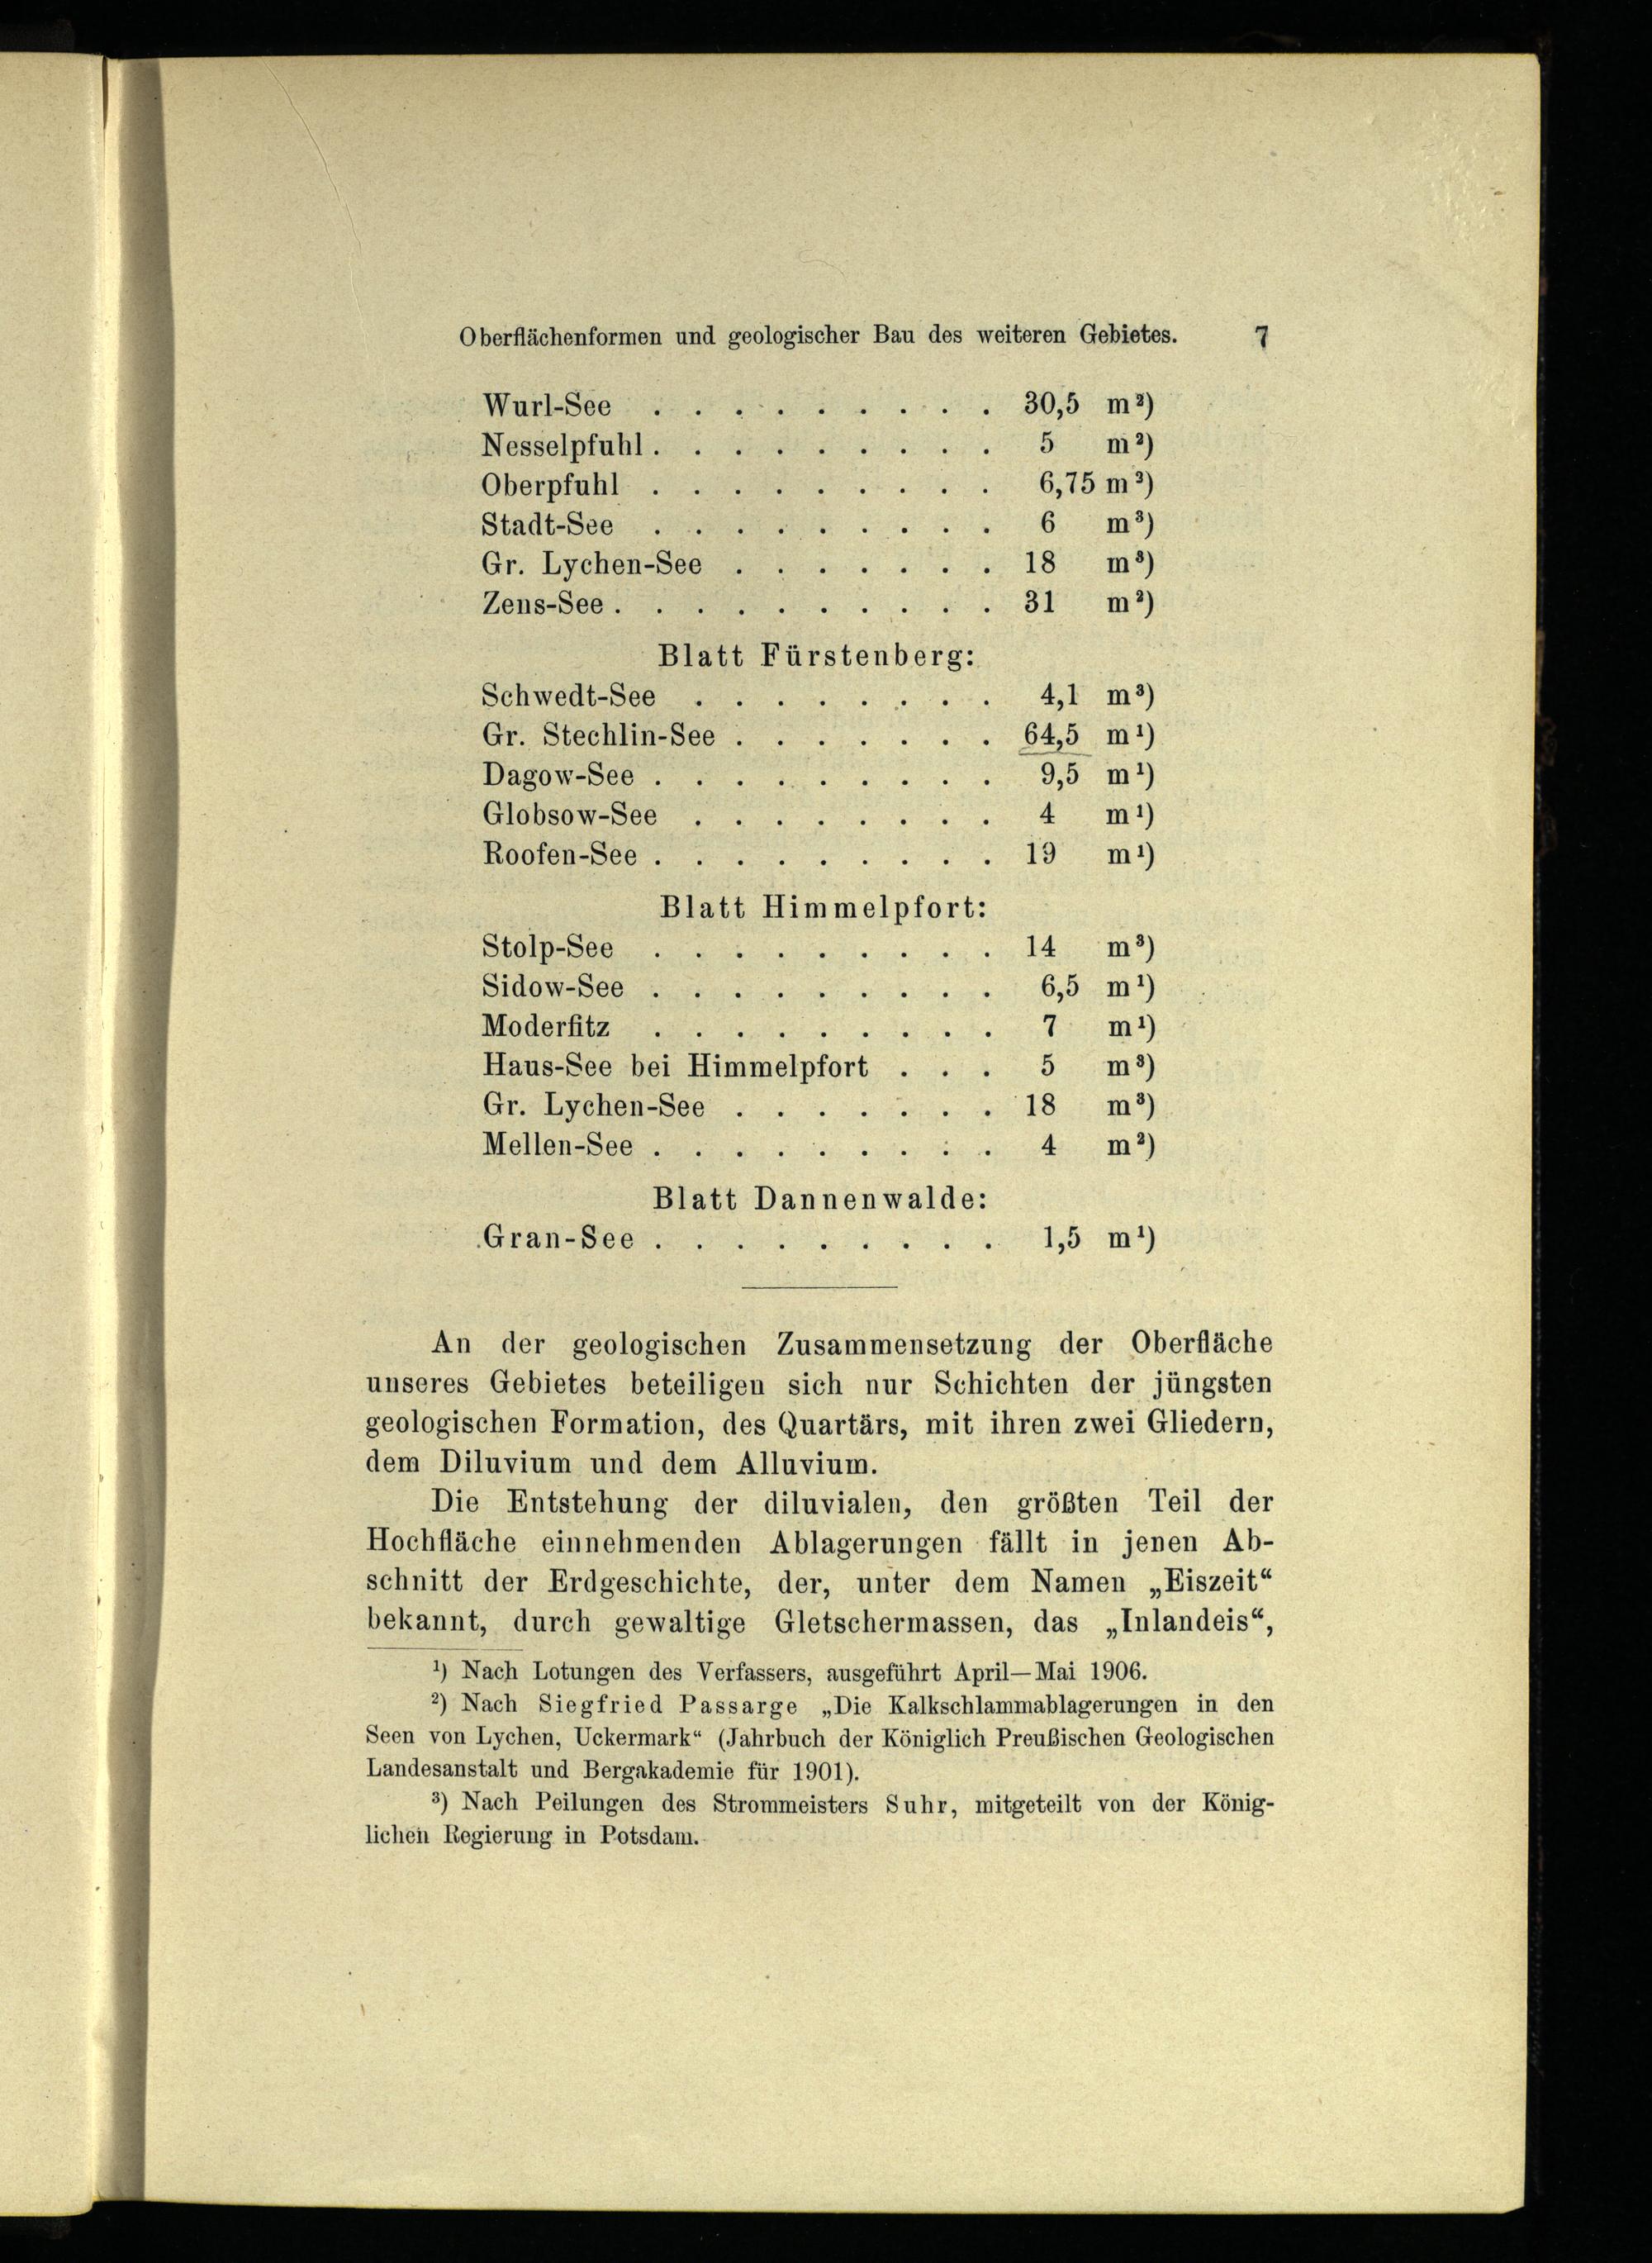 Oberflächenformen und geologischer Bau des weiteren Gebietes. 7
Wurl-See . . . . . . . . . 30,5 m²)
Nesselpfuhl . . . . . . . . . 5 m²)
Oberpfuhl . . . . . . . . . 6,75 m²)
Stadt-See . . . . . . . . . 6 m³)
Gr. Lychen-See . . . . . . . 18 m³)
Zens-See . . . . . . . . . . 31 m²)
Blatt Fürstenberg:
Schwedt-See . . . . . . . . 4,1 m³)
Gr. Stechlin-See . . . . . . . 64,5 m¹)
Dagow-See . . . . . . . . . 9,5 m¹)
Globsow-See . . . . . . . . 4 m¹)
Roofen-See . . . . . . . . . 19 m¹)
Blatt Himmelpfort:
Stolp-See . . . . . . . . . 14 m³)
Sidow-See . . . . . . . . . 6,5 m¹)
Moderfitz . . . . . . . . . 7 m¹)
Haus-See bei Himmelpfort . . . 5 m³)
Gr. Lychen-See . . . . . . . 18 m³)
Mellen-See . . . . . . . . . 4 m²)
Blatt Dannenwalde:
Gran-See . . . . . . . . . 1,5 m¹)
An der geologischen Zusammensetzung der Oberfläche
unseres Gebietes beteiligen sich nur Schichten der jüngsten
geologischen Formation, des Quartärs, mit ihren zwei Gliedern,
dem Diluvium und dem Alluvium.
Die Entstehung der diluvialen, den größten Teil der
Hochfläche einnehmenden Ablagerungen fällt in jenen Ab-
schnitt der Erdgeschichte, der, unter dem Namen „Eiszeit“
bekannt, durch gewaltige Gletschermassen, das „Inlandeis“,
¹) Nach Lotungen des Verfassers, ausgeführt April—Mai 1906.
²) Nach Siegfried Passarge „Die Kalkschlammablagerungen in den
Seen von Lychen, Uckermark“ (Jahrbuch der Königlich Preußischen Geologischen
Landesanstalt und Bergakademie für 1901).
³) Nach Peilungen des Strommeisters Suhr, mitgeteilt von der König-
lichen Regierung in Potsdam.